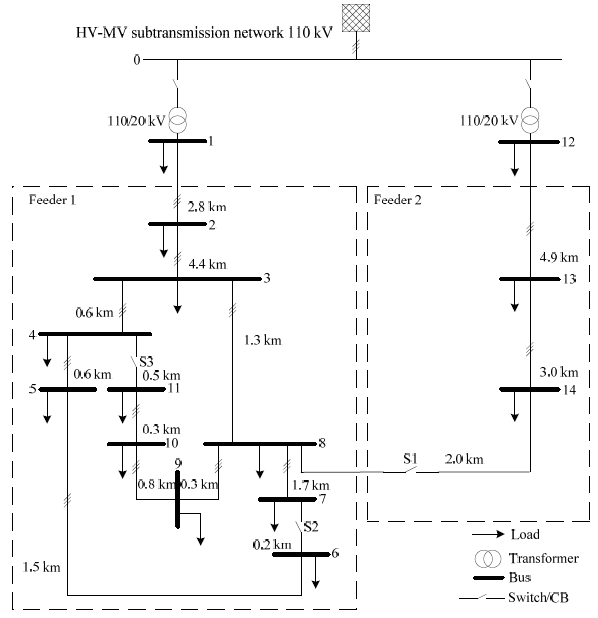 HV-MV subtransmission network 110 kV
0
110/20 kV
110/20 kV
1
12
Feeder 1
Feeder 2
2.8 km
2
4.4 km
4.9 km
3
13
0.6 km
1.3 km
4
S3
0.6 km
0.5 km
3.0 km
5
11
14
0.3 km
10
8
9
S1
2.0 km
0.8 km
0.3 km
1.7 km
7
S2
0.2 km
6
1.5 km
Load
Transformer
Bus
Switch/CB